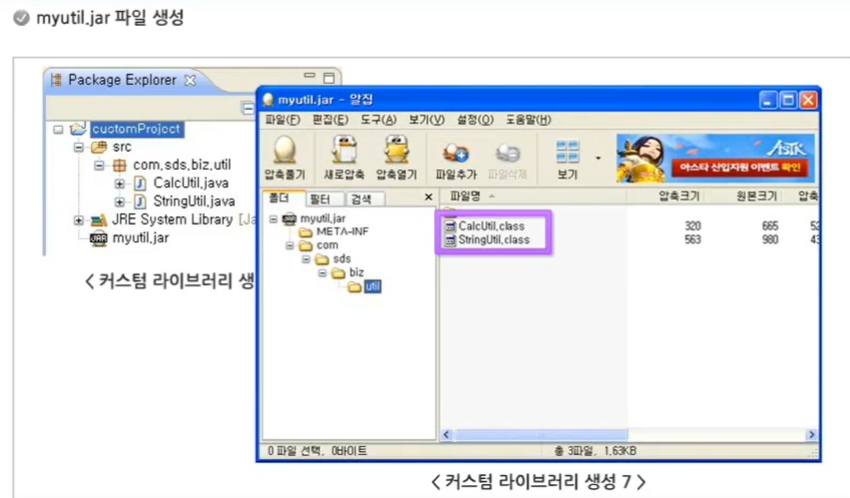 myutil.jar 파일 생성
Package Explorer
customProject
src
com.sds.biz.util
CalcUtil.java
StringUtil.java
JRE System Library [Ja
myutil.jar
< 커스텀 라이브러리 생
myutil.jar - 알집
파일(F) 편집(E) 도구(A) 보기(V) 설정(O) 도움말(H)
압축풀기 새로압축 압축열기 파일추가 파일삭제 보기
ASTA
아스타 신입지원 이벤트 확인
폴더 필터 검색
myutil.jar
META-INF
com
sds
biz
util
파일명 압축크기 원본크기 압축
CalcUtil.class 320 665 52
StringUtil.class 563 980 43
0 파일 선택, 0바이트
총 3파일, 1.63KB
< 커스텀 라이브러리 생성 7 >